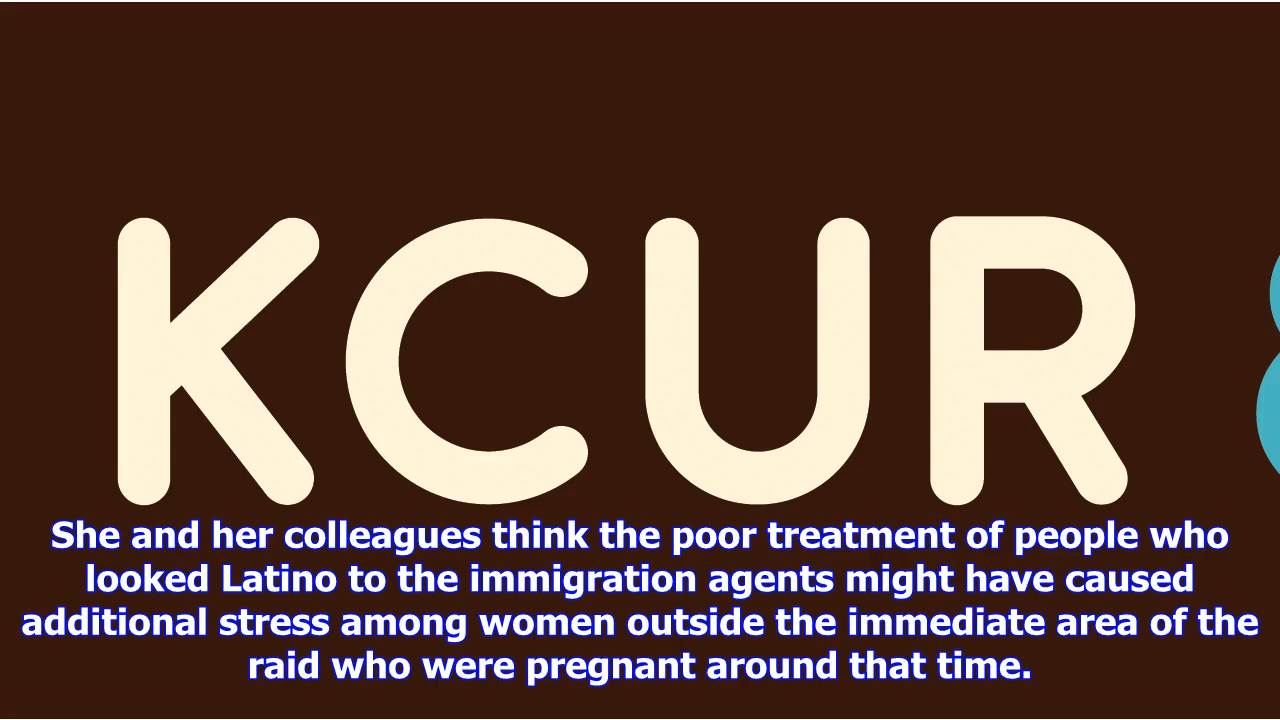 KCUR
She and her colleagues think the poor treatment of people who
looked Latino to the immigration agents might have caused
additional stress among women outside the immediate area of the
raid who were pregnant around that time.